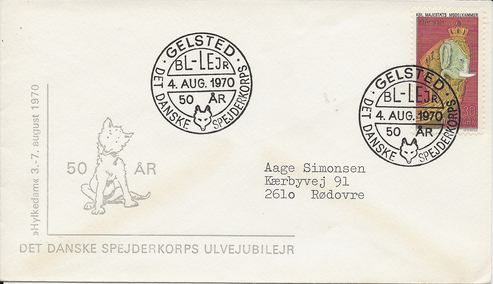 KGL. MAJESTÆTS MØDELKAMMER
GELSTED
BL-LEJR
4. AUG. 1970
50 ÅR
DET DANSKE SPEJDERKORPS
GELSTED
BL-LEJR
4. AUG. 1970
50 ÅR
DET DANSKE SPEJDERKORPS
»Hylkedam« 3.-7. august 1970
50 ÅR
Aage Simonsen
Kærbyvej 91
261o Rødovre
DET DANSKE SPEJDERKORPS ULVEJUBILEJR